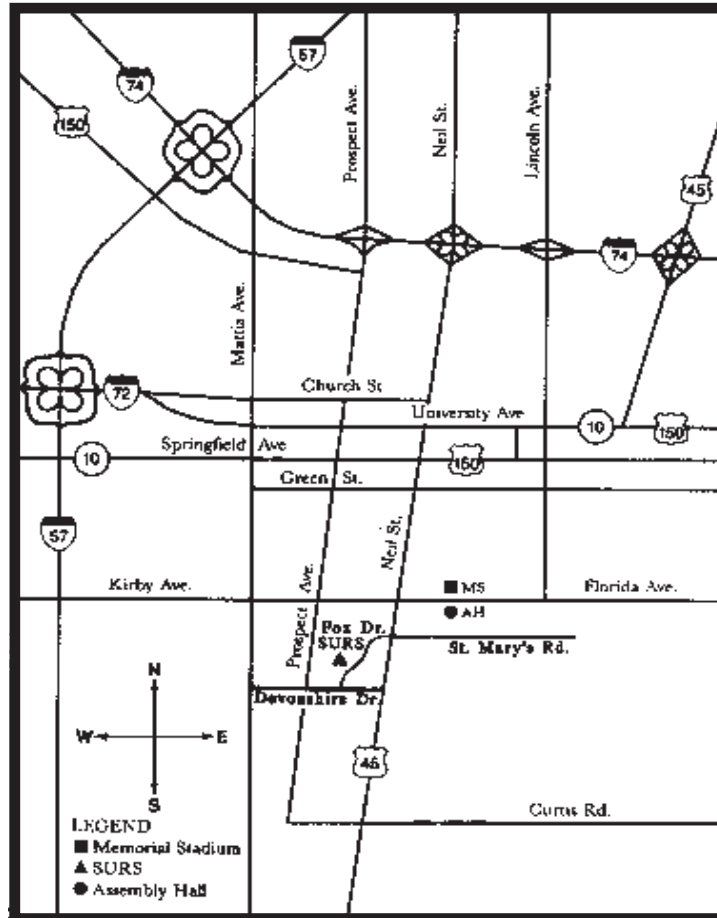 57
74
150
Prospect Ave.
Neil St.
Lincoln Ave.
45
74
Mattis Ave.
72
Church St
University Ave
10
150
Springfield Ave
10
150
Green St.
57
Neil St.
Kirby Ave.
Prospect Ave.
MS
Florida Ave.
AH
Fox Dr.
SURS
St. Mary's Rd.
Devonshire Dr.
N
W
E
S
45
Curtis Rd.
LEGEND
Memorial Stadium
SURS
Assembly Hall